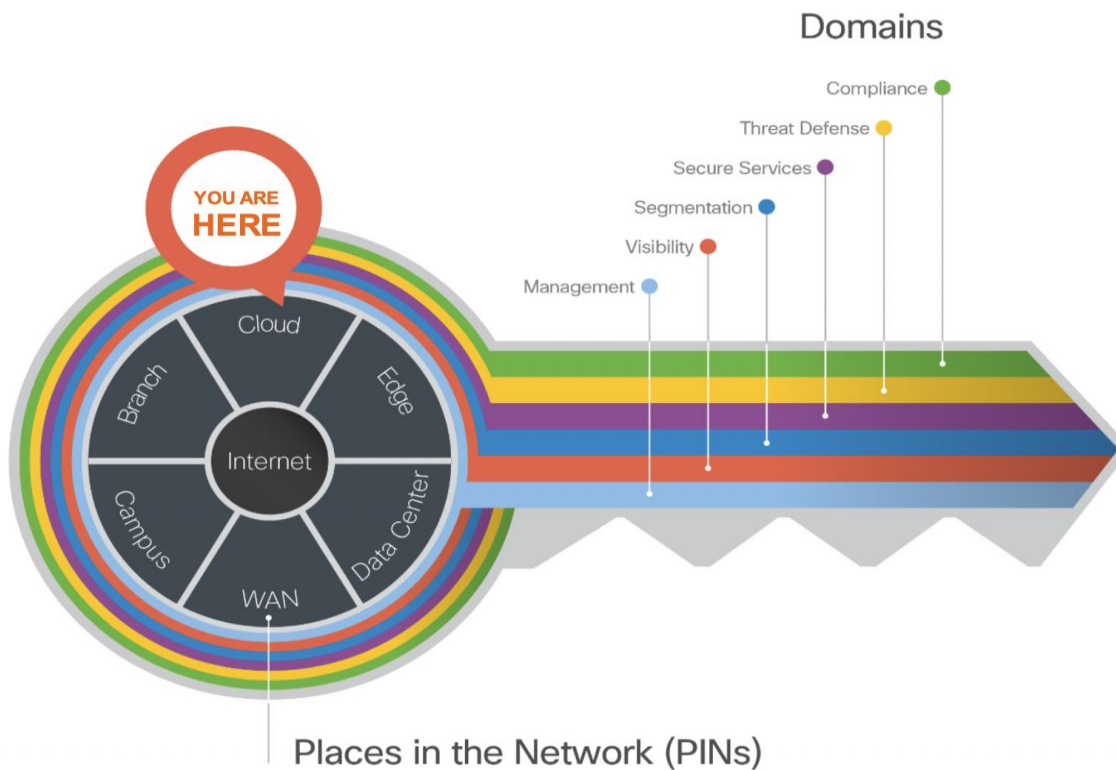 Domains
Compliance
Threat Defense
Secure Services
Segmentation
Visibility
Management
YOU ARE
HERE
Cloud
Branch
Edge
Internet
Campus
Data Center
WAN
Places in the Network (PINs)